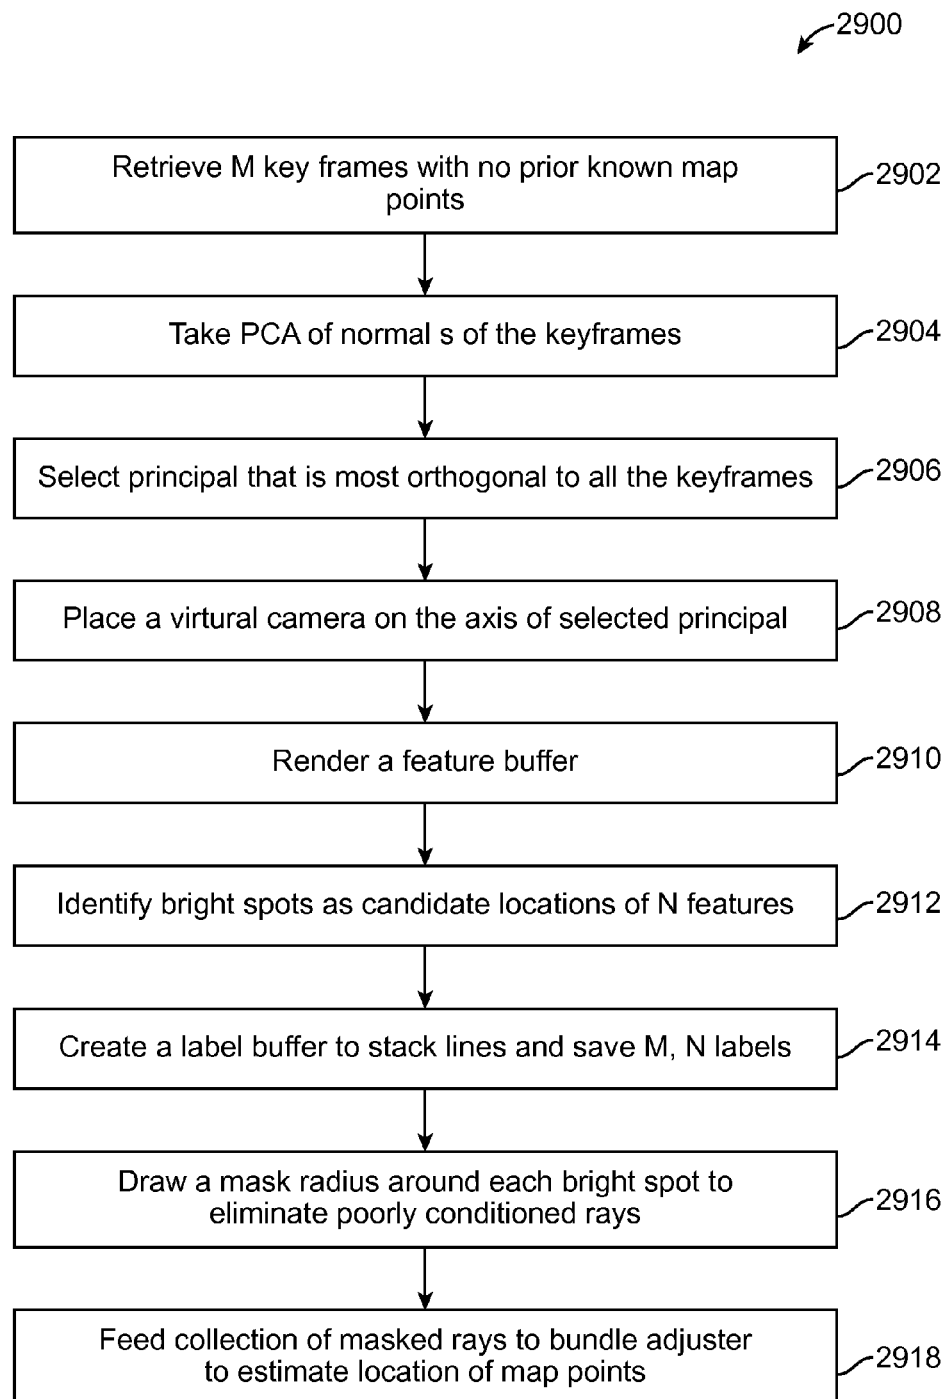 2900
Retrieve M key frames with no prior known map
points
2902
Take PCA of normal s of the keyframes
2904
Select principal that is most orthogonal to all the keyframes
2906
Place a virtural camera on the axis of selected principal
2908
Render a feature buffer
2910
Identify bright spots as candidate locations of N features
2912
Create a label buffer to stack lines and save M, N labels
2914
Draw a mask radius around each bright spot to
eliminate poorly conditioned rays
2916
Feed collection of masked rays to bundle adjuster
to estimate location of map points
2918